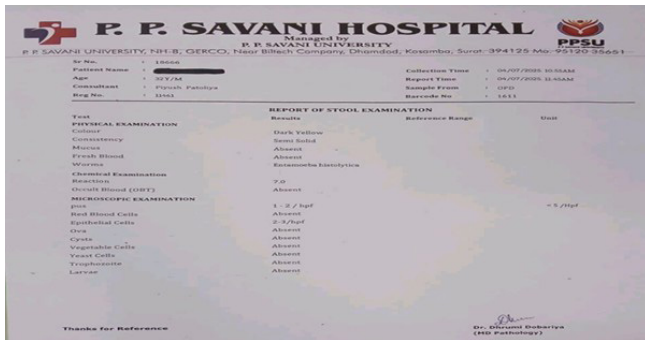 P. P. SAVANI HOSPITAL
Managed by
P. P. SAVANI UNIVERSITY
P. P. SAVANI UNIVERSITY, NH-8, GERCO, Near Biltech Company, Dhamdod, Kosamba, Surat.-394125 Mo. 95120 35651
PPSU
Sr No. : 18666
Patient Name :
Age : /M
Consultant : Piyush Patoliya
Reg No. :
Collection Time : 04/07/2025
Report Time : 04/07/2025 11:45AM
Sample From : OPD
Barcode No : 1611
REPORT OF STOOL EXAMINATION
Test Results Reference Range Unit
PHYSICAL EXAMINATION
Colour Dark Yellow
Consistency Semi Solid
Mucus Absent
Fresh Blood Absent
Worms Entamoeba histolytica
Chemical Examination
Reaction 7.0
Occult Blood (OBT) Absent
MICROSCOPIC EXAMINATION
pus 1 - 2 / hpf < 5 /Hpf
Red Blood Cells Absent
Epithelial Cells 2-3/hpf
Ova Absent
Cysts Absent
Vegetable Cells Absent
Yeast Cells Absent
Trophozoite Absent
Larvae Absent
Thanks for Reference
Dr. Dhrumi Dobariya
(MD Pathology)